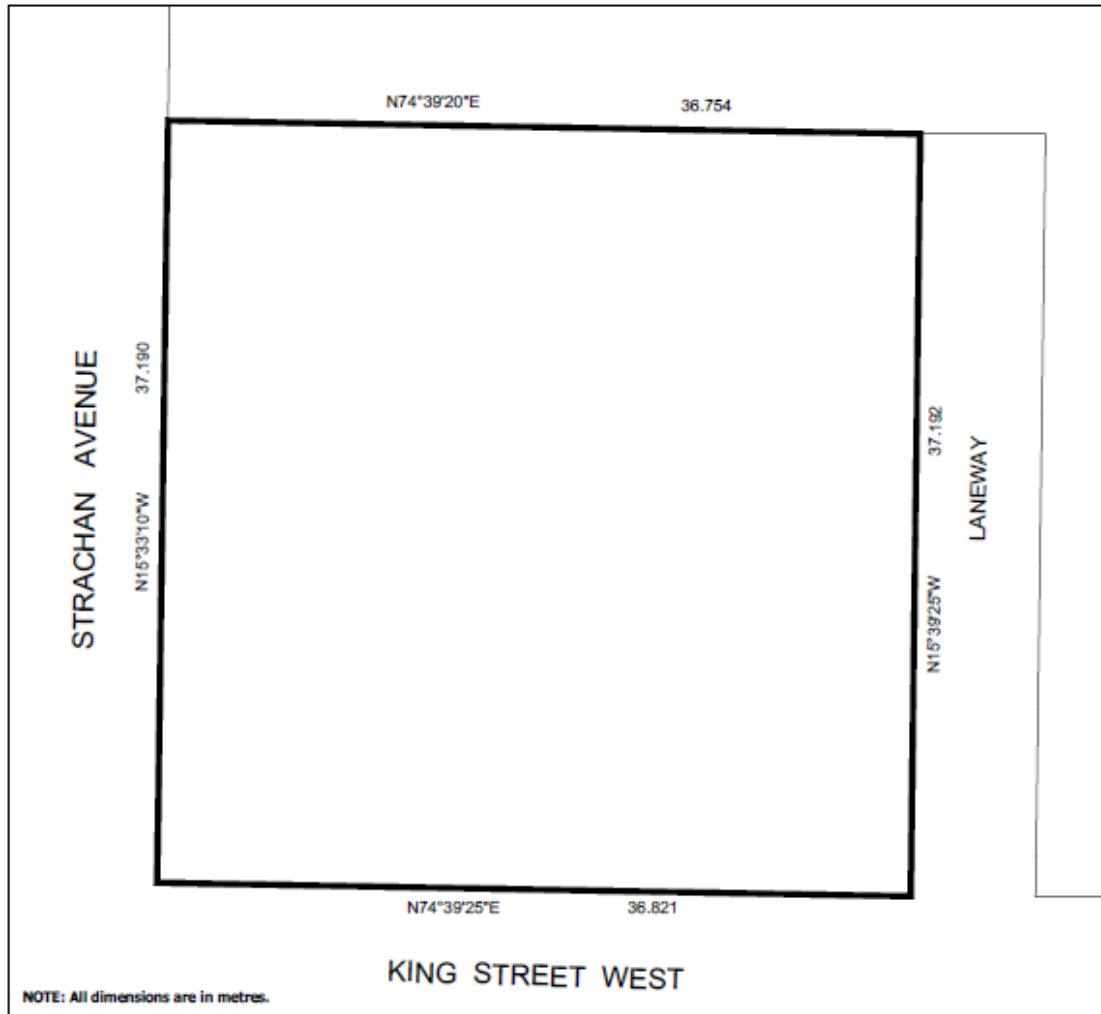 N74°39'20"E 36.754
STRACHAN AVENUE
N15°33'10"W 37.190
N15°39'25"W 37.192
LANEWAY
N74°39'25"E 36.821
KING STREET WEST
NOTE: All dimensions are in metres.